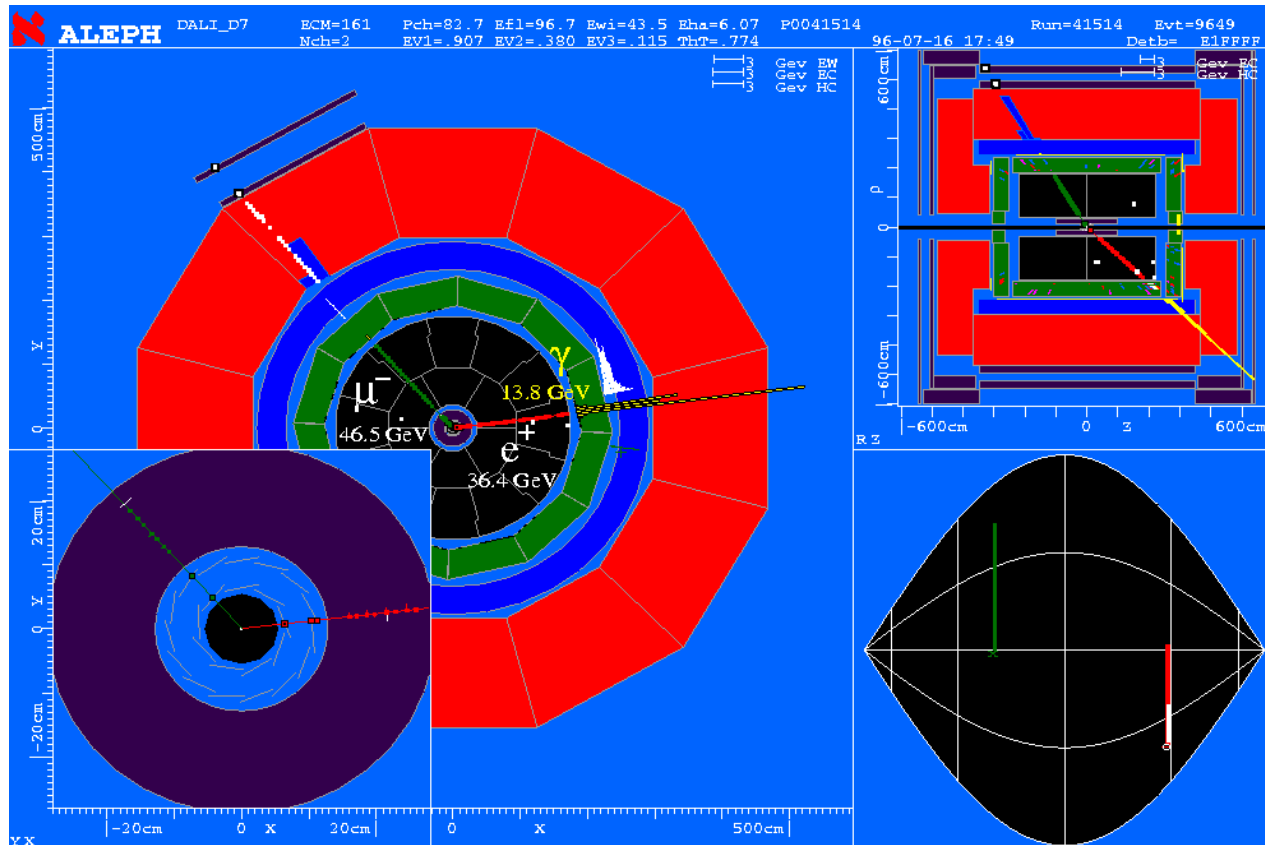 ALEPH DALI_D7 ECM=161 Pch=82.7 Efl=96.7 Ewi=43.5 Eha=6.07 P0041514 Run=41514 Evt=9649
Nch=2 EV1=.907 EV2=.380 EV3=.115 ThT=.774 96-07-16 17:49 Detb= E1FFFF
3 Gev EW
3 Gev EC
3 Gev HC
3 Gev EC
3 Gev HC
500cm
600cm
ρ
0
Y
0
γ
13.8 GeV
μ−
46.5 GeV
e+
36.4 GeV
-600cm
-600cm 0 Z 600cm
RZ
20cm
Y
0
-20cm
-20cm 0 X 20cm
0 X 500cm
YX